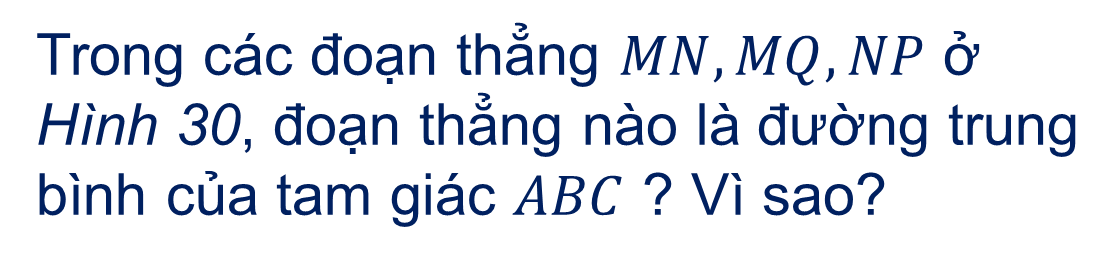 Trong các đoạn thẳng MN, MQ, NP ở
Hình 30, đoạn thẳng nào là đường trung
bình của tam giác ABC ? Vì sao?